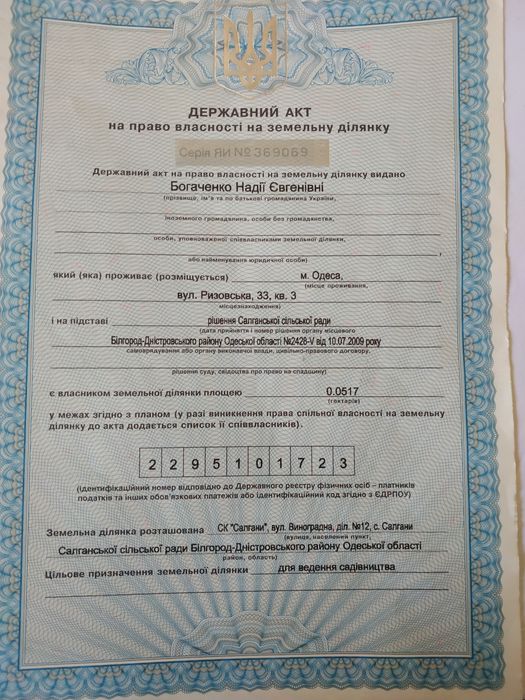 ДЕРЖАВНИЙ АКТ
на право власності на земельну ділянку
Серія ЯИ № 369069
Державний акт на право власності на земельну ділянку видано
Богаченко Надії Євгенівні
(прізвище, ім'я та по батькові громадянина України,
іноземного громадянина, особи без громадянства,
особи, уповноваженої співвласниками земельної ділянки,
або найменування юридичної особи)
який (яка) проживає (розміщується) м. Одеса,
(місце проживання,
вул. Ризовська, 33, кв. 3
місцезнаходження)
і на підставі рішення Салганської сільської ради
(дата прийняття і номер рішення органу місцевого
Білгород-Дністровського району Одеської області №2428-V від 10.07.2009 року
самоврядування або органу виконавчої влади, цивільно-правового договору,
рішення суду, свідоцтва про право на спадщину)
є власником земельної ділянки площею 0.0517
(гектарів)
у межах згідно з планом (у разі виникнення права спільної власності на земельну
ділянку до акта додається список її співвласників).
2 2 9 5 1 0 1 7 2 3
(ідентифікаційний номер відповідно до Державного реєстру фізичних осіб – платників
податків та інших обов'язкових платежів або ідентифікаційний код згідно з ЄДРПОУ)
Земельна ділянка розташована СК "Салгани", вул. Виноградна, діл. №12, с. Салгани
(вулиця, населений пункт,
Салганської сільської ради Білгород-Дністровського району Одеської області
район, область)
Цільове призначення земельної ділянки для ведення садівництва